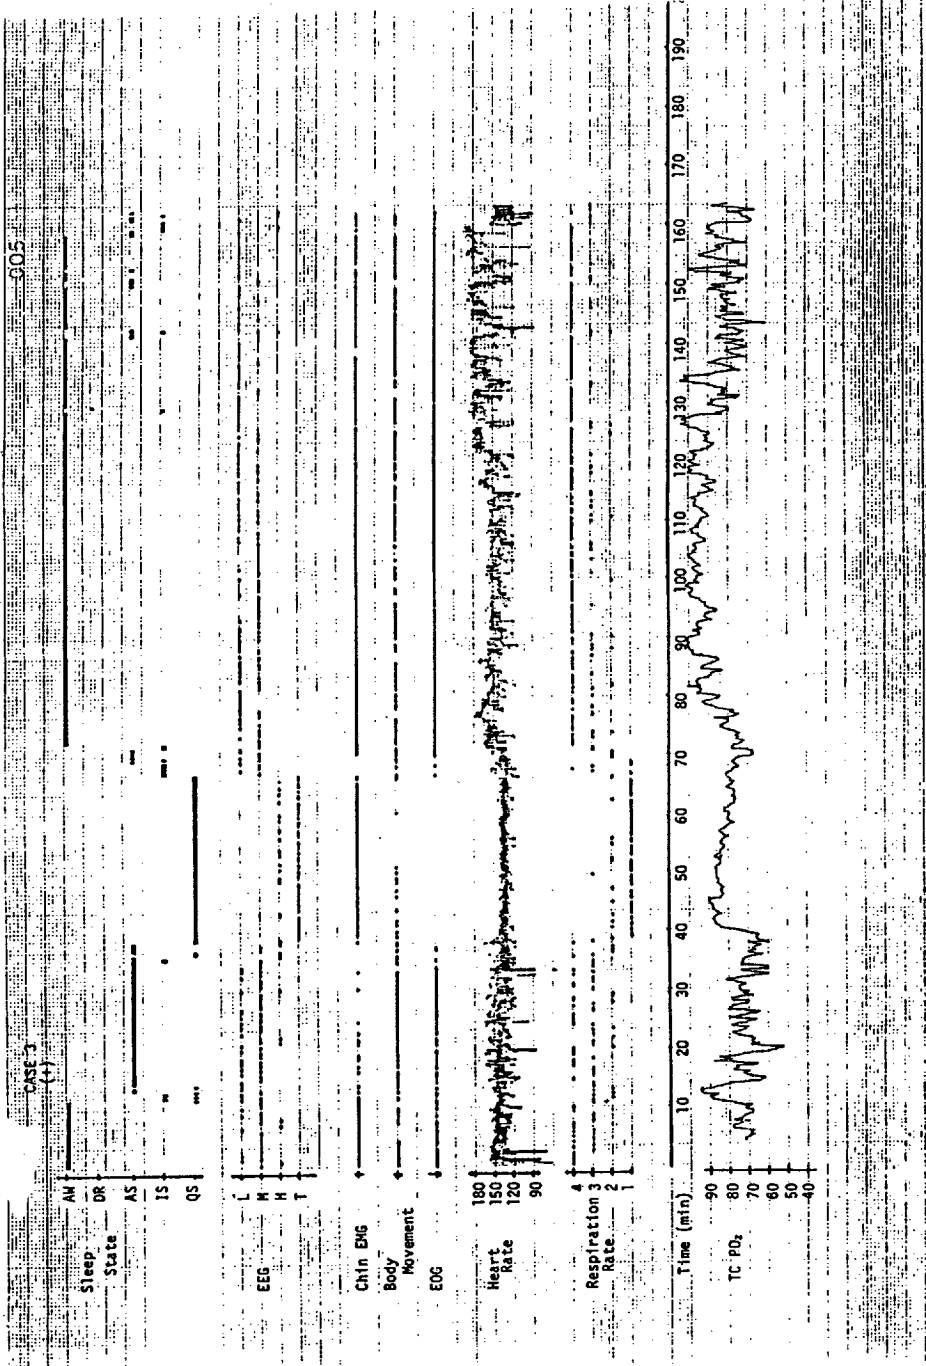 CASE 3
(+)
005
Sleep
State
AW
DR
AS
IS
QS
EEG
L
M
H
T
Chin EMG
Body
Movement
EOG
Heart
Rate
180
150
120
90
Respiration
Rate
4
3
2
1
Time (min)
10 20 30 40 50 60 70 80 90 100 110 120 130 140 150 160 170 180 190
TC PO₂
90
80
70
60
50
40